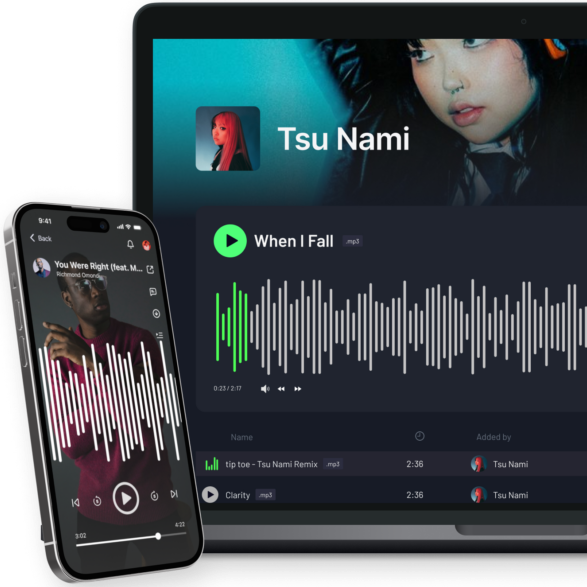 Tsu Nami
When I Fall .mp3
0:23 / 2:17
Name Added by
tip toe - Tsu Nami Remix .mp3 2:36 Tsu Nami
Clarity .mp3 2:36 Tsu Nami
9:41
Back
You Were Right (feat. M...
Richmond Omondi
3:02 4:22